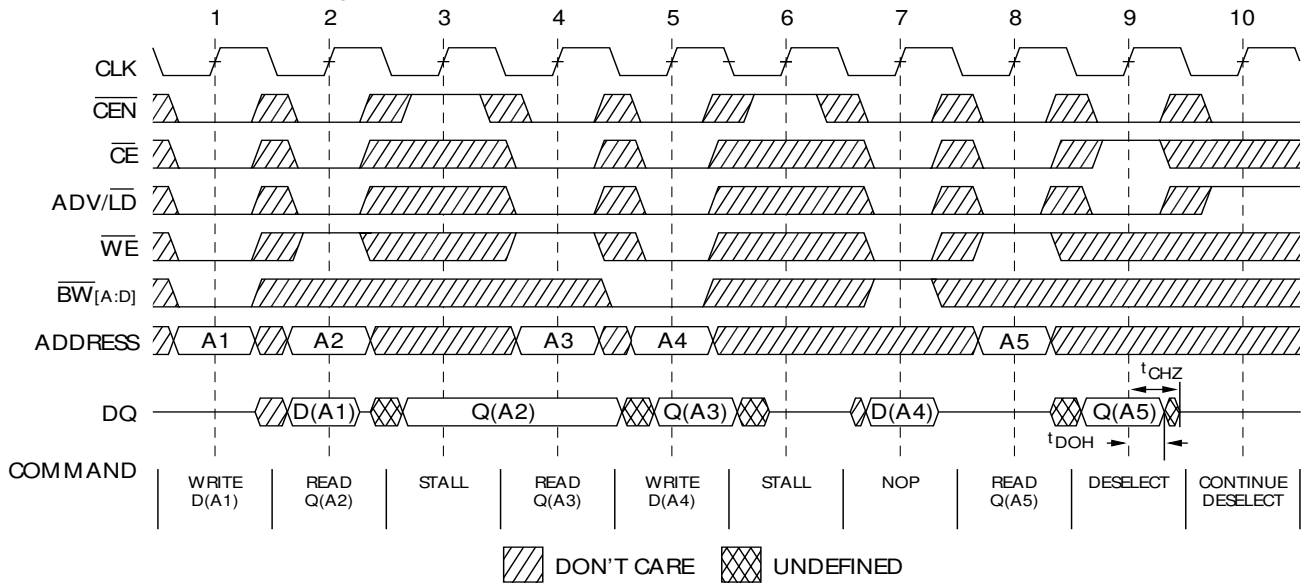 1 2 3 4 5 6 7 8 9 10
CLK
CEN
CE
ADV/LD
WE
BW[A:D]
ADDRESS A1 A2 A3 A4 A5
tCHZ
DQ D(A1) Q(A2) Q(A3) D(A4) Q(A5)
tDOH
COMMAND
WRITE READ STALL READ WRITE STALL NOP READ DESELECT CONTINUE
D(A1) Q(A2) Q(A3) D(A4) Q(A5) DESELECT
DON'T CARE UNDEFINED